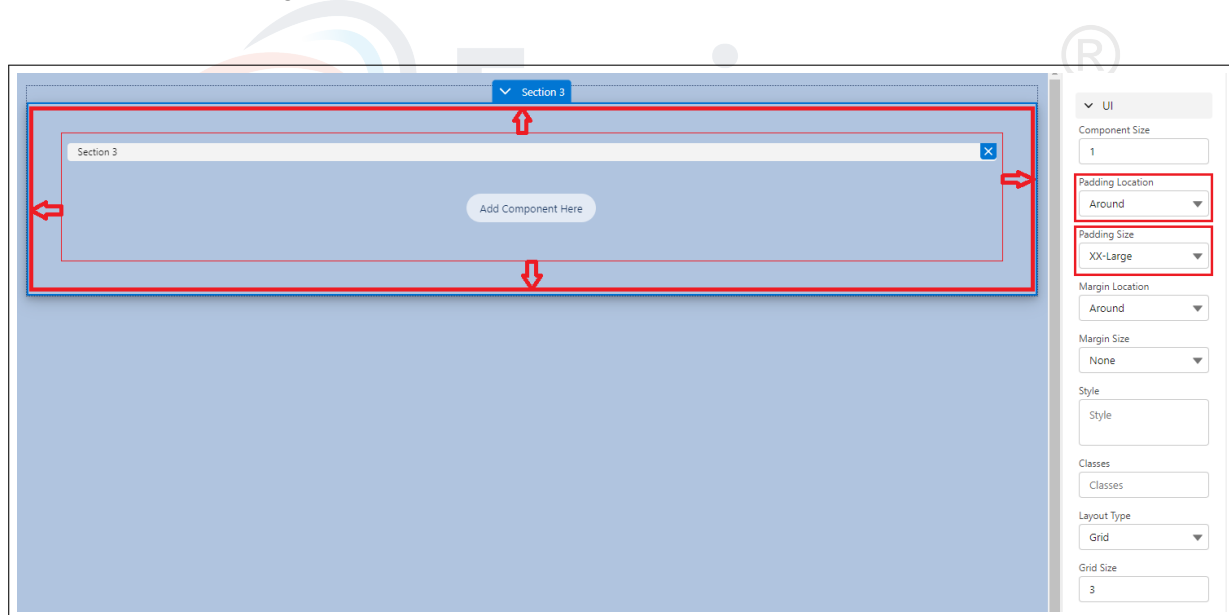 ®
Section 3
Section 3
Add Component Here
UI
Component Size
1
Padding Location
Around
Padding Size
XX-Large
Margin Location
Around
Margin Size
None
Style
Style
Classes
Classes
Layout Type
Grid
Grid Size
3